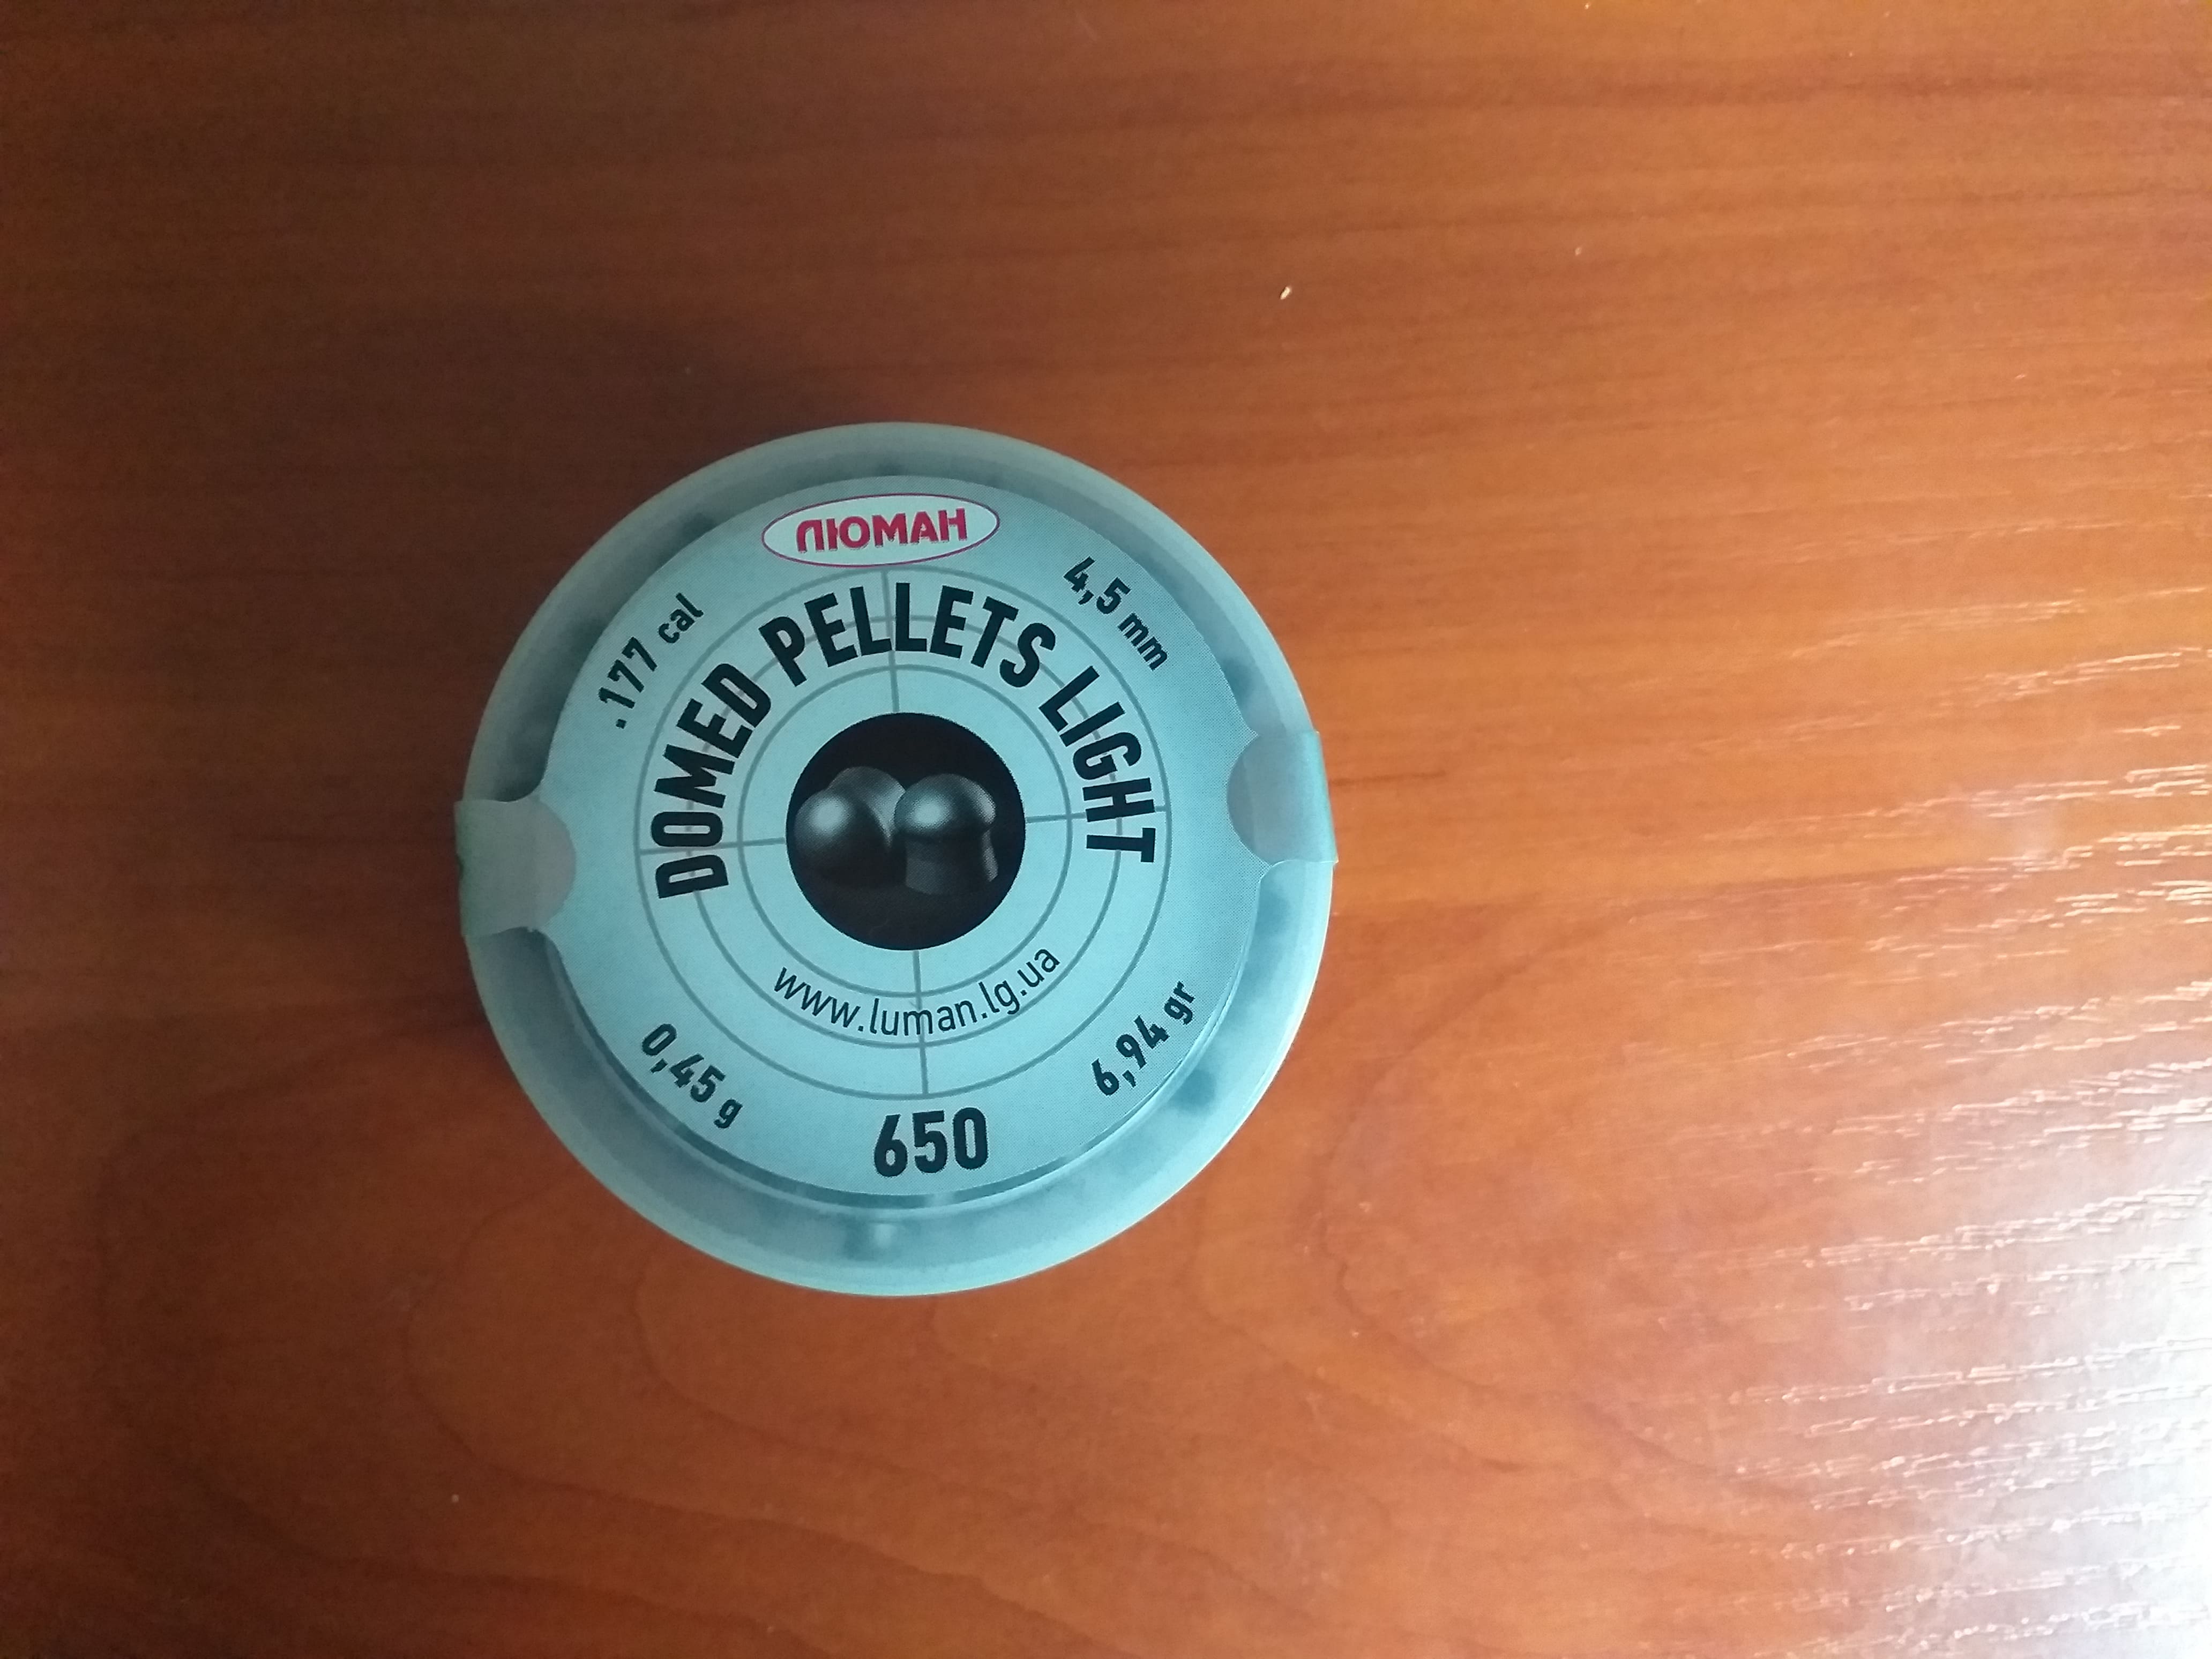 ЛЮМАН
.177 cal
4,5 mm
DOMED PELLETS LIGHT
www.luman.lg.ua
0,45 g
6,94 gr
650